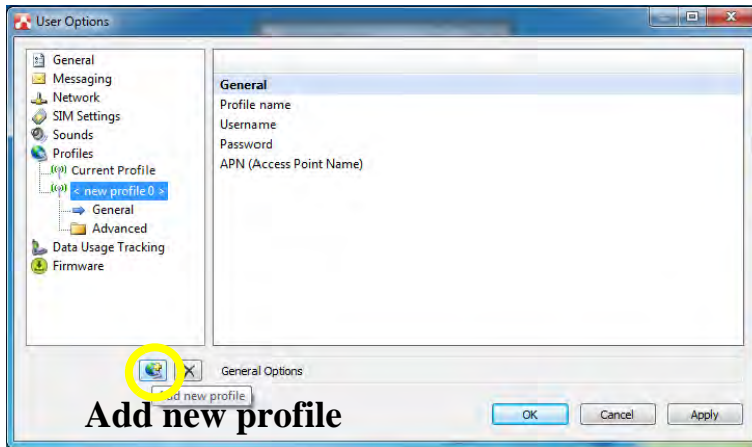 User Options
General
Messaging
Network
SIM Settings
Sounds
Profiles
Current Profile
< new profile 0 >
General
Advanced
Data Usage Tracking
Firmware
General
Profile name
Username
Password
APN (Access Point Name)
General Options
Add new profile
Add new profile
OK Cancel Apply